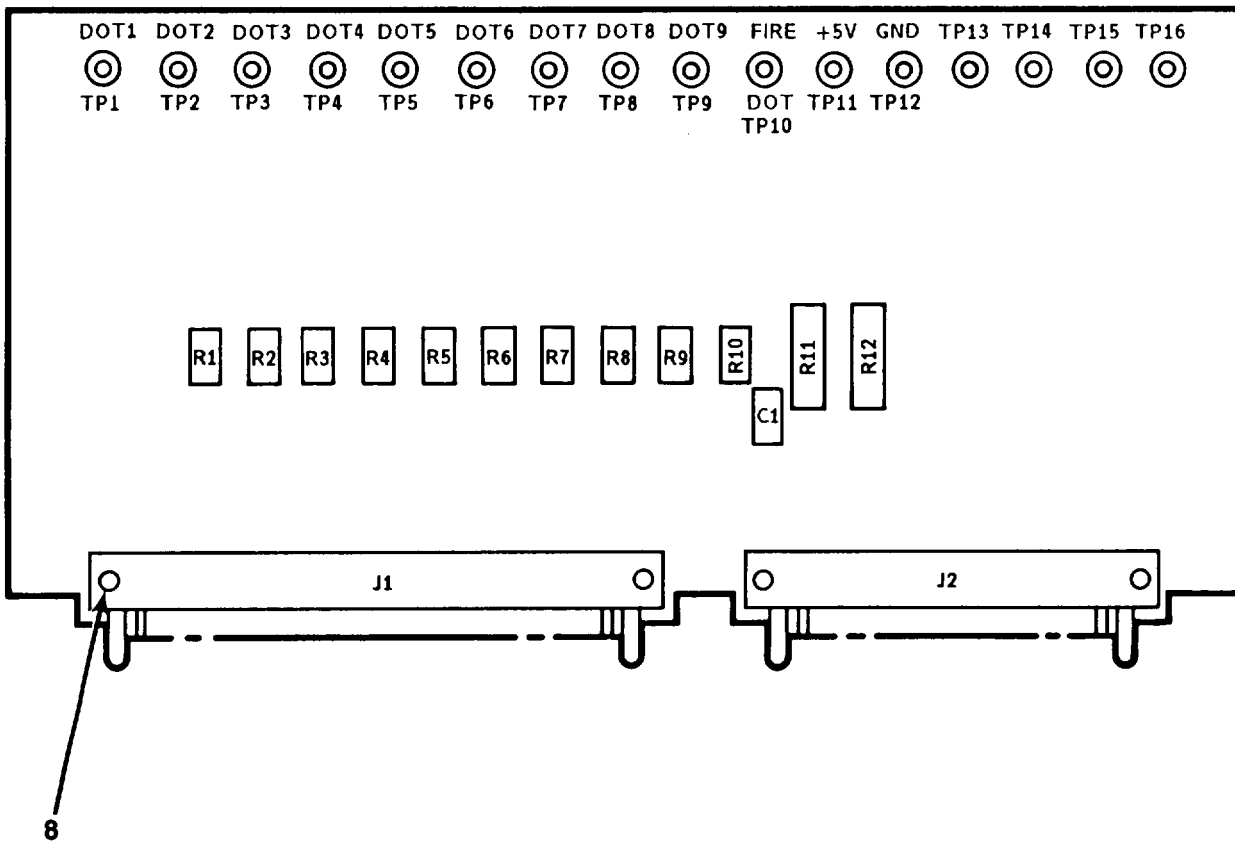 DOT1 DOT2 DOT3 DOT4 DOT5 DOT6 DOT7 DOT8 DOT9 FIRE +5V GND TP13 TP14 TP15 TP16
TP1 TP2 TP3 TP4 TP5 TP6 TP7 TP8 TP9 DOT TP11 TP12
TP10
R1 R2 R3 R4 R5 R6 R7 R8 R9 R10 R11 R12
C1
J1 J2
8